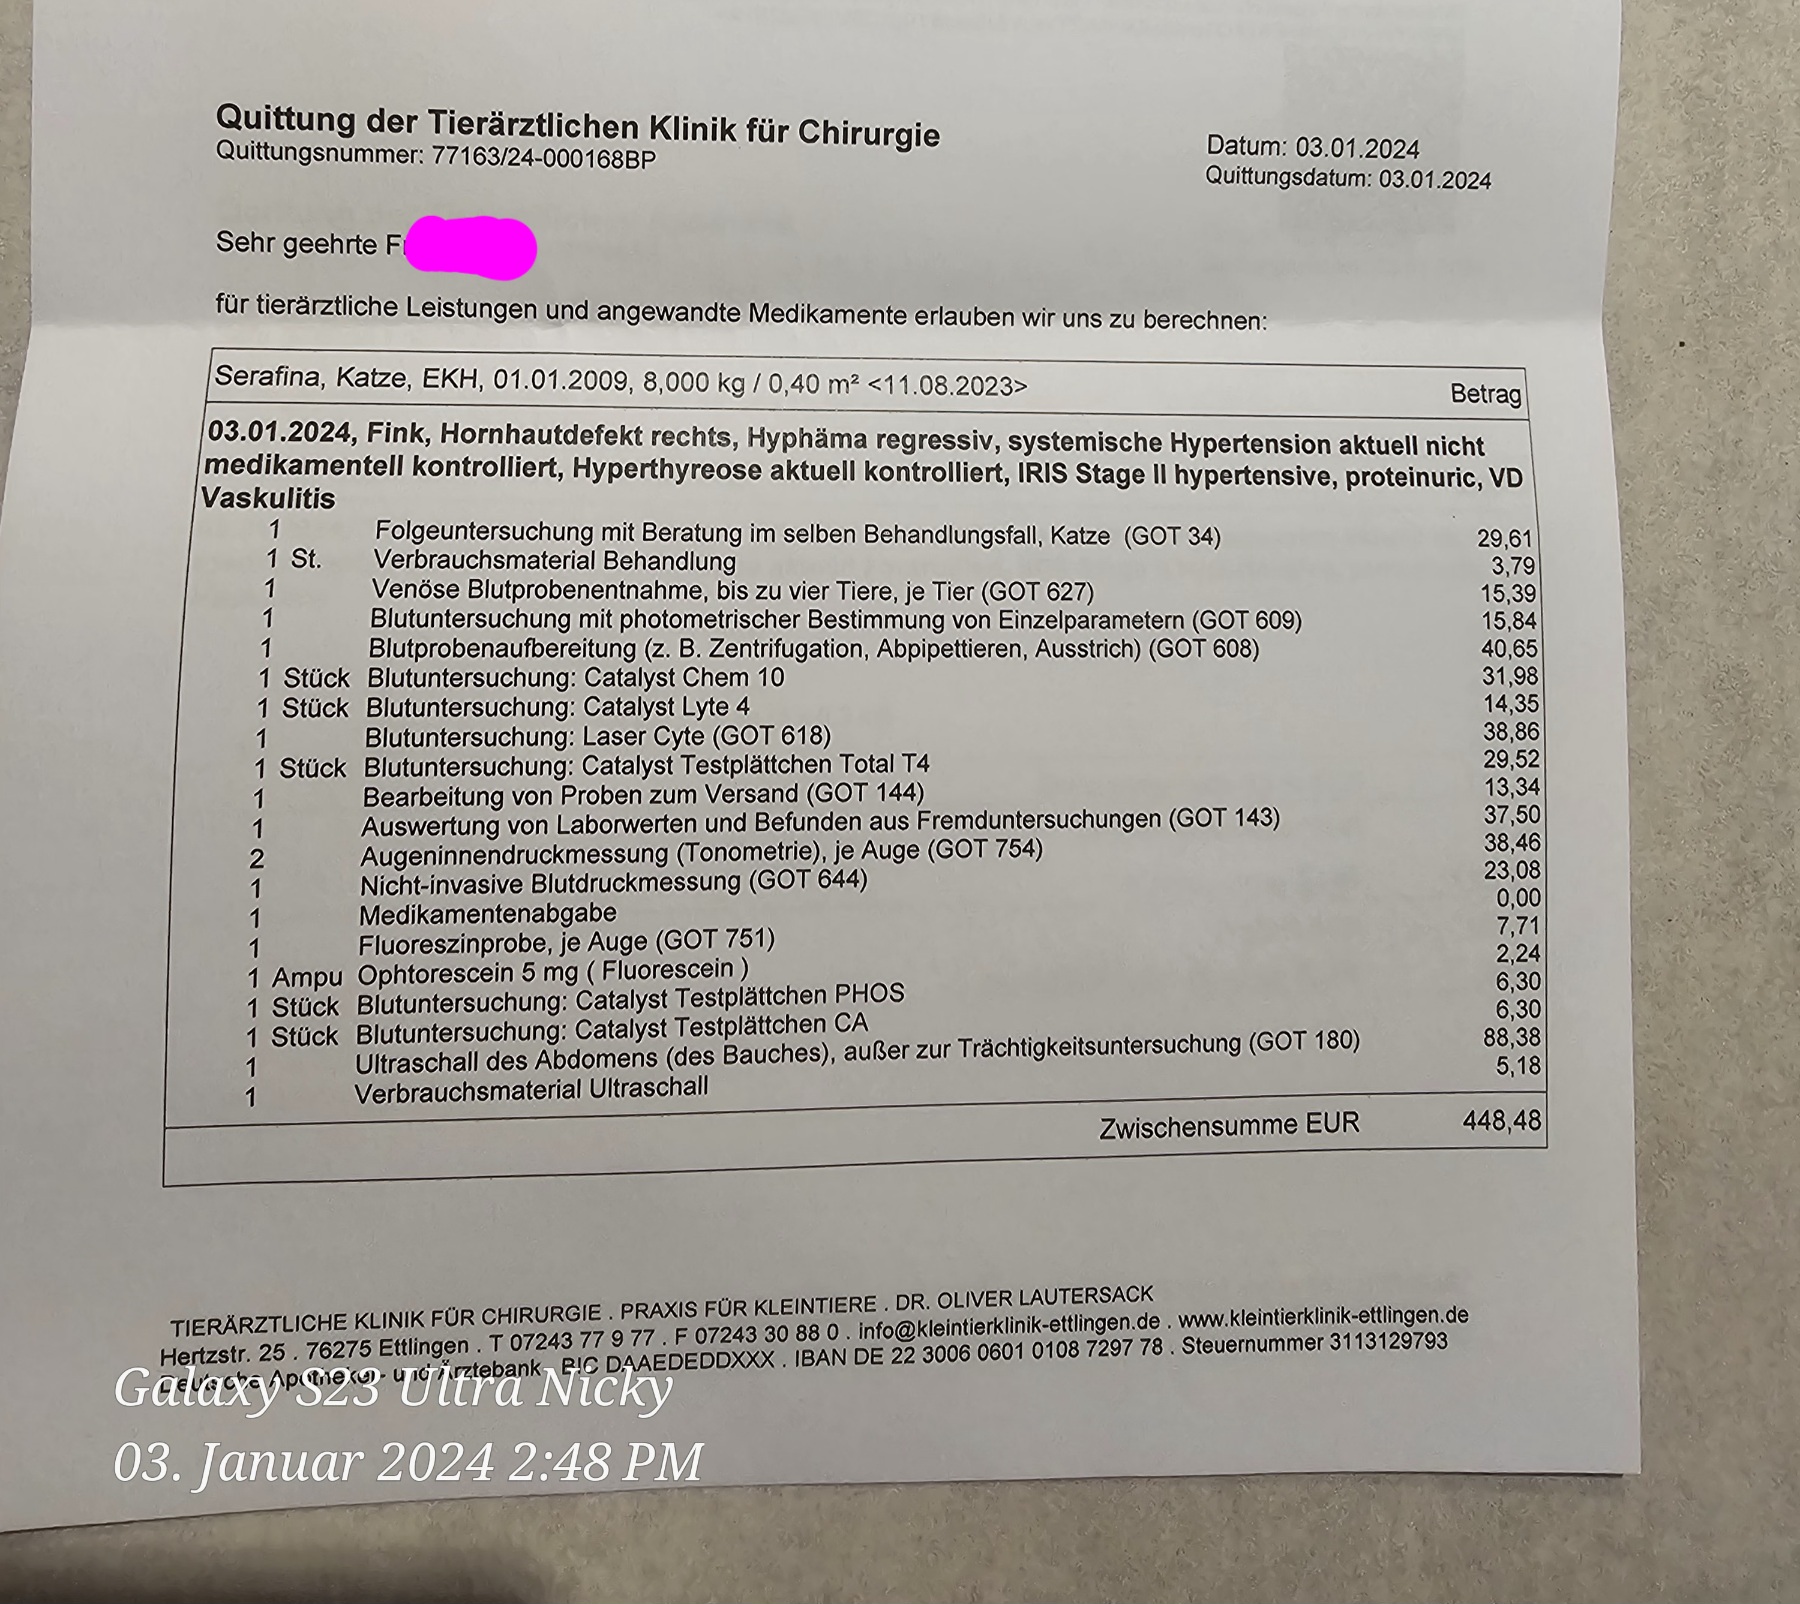 Quittung der Tierärztlichen Klinik für Chirurgie
Quittungsnummer: 77163/24-000168BP
Datum: 03.01.2024
Quittungsdatum: 03.01.2024
Sehr geehrte F
für tierärztliche Leistungen und angewandte Medikamente erlauben wir uns zu berechnen:
Serafina, Katze, EKH, 01.01.2009, 8,000 kg / 0,40 m² <11.08.2023> Betrag
03.01.2024, Fink, Hornhautdefekt rechts, Hyphäma regressiv, systemische Hypertension aktuell nicht
medikamentell kontrolliert, Hyperthyreose aktuell kontrolliert, IRIS Stage II hypertensive, proteinuric, VD
Vaskulitis
1 Folgeuntersuchung mit Beratung im selben Behandlungsfall, Katze (GOT 34) 29,61
1 St. Verbrauchsmaterial Behandlung 3,79
1 Venöse Blutprobenentnahme, bis zu vier Tiere, je Tier (GOT 627) 15,39
1 Blutuntersuchung mit photometrischer Bestimmung von Einzelparametern (GOT 609) 15,84
1 Blutprobenaufbereitung (z. B. Zentrifugation, Abpipettieren, Ausstrich) (GOT 608) 40,65
1 Stück Blutuntersuchung: Catalyst Chem 10 31,98
1 Stück Blutuntersuchung: Catalyst Lyte 4 14,35
1 Blutuntersuchung: Laser Cyte (GOT 618) 38,86
1 Stück Blutuntersuchung: Catalyst Testplättchen Total T4 29,52
1 Bearbeitung von Proben zum Versand (GOT 144) 13,34
1 Auswertung von Laborwerten und Befunden aus Fremduntersuchungen (GOT 143) 37,50
2 Augeninnendruckmessung (Tonometrie), je Auge (GOT 754) 38,46
1 Nicht-invasive Blutdruckmessung (GOT 644) 23,08
1 Medikamentenabgabe 0,00
1 Fluoreszinprobe, je Auge (GOT 751) 7,71
1 Ampu Ophtorescein 5 mg ( Fluorescein ) 2,24
1 Stück Blutuntersuchung: Catalyst Testplättchen PHOS 6,30
1 Stück Blutuntersuchung: Catalyst Testplättchen CA 6,30
1 Ultraschall des Abdomens (des Bauches), außer zur Trächtigkeitsuntersuchung (GOT 180) 88,38
1 Verbrauchsmaterial Ultraschall 5,18
Zwischensumme EUR 448,48
TIERÄRZTLICHE KLINIK FÜR CHIRURGIE . PRAXIS FÜR KLEINTIERE . DR. OLIVER LAUTERSACK
Hertzstr. 25 . 76275 Ettlingen . T 07243 77 9 77 . F 07243 30 88 0 . info@kleintierklinik-ettlingen.de . www.kleintierklinik-ettlingen.de
Deutsche Apotheker- und Ärztebank . BIC DAAEDEDDXXX . IBAN DE 22 3006 0601 0108 7297 78 . Steuernummer 3113129793
Galaxy S23 Ultra Nicky
03. Januar 2024 2:48 PM